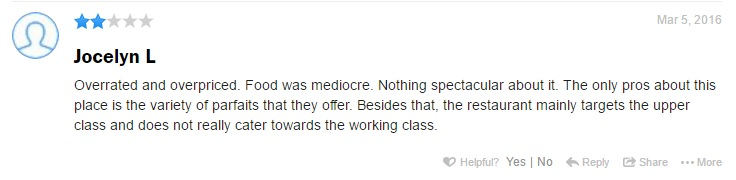 Mar 5, 2016
Jocelyn L
Overrated and overpriced. Food was mediocre. Nothing spectacular about it. The only pros about this
place is the variety of parfaits that they offer. Besides that, the restaurant mainly targets the upper
class and does not really cater towards the working class.
Helpful? Yes | No Reply Share More